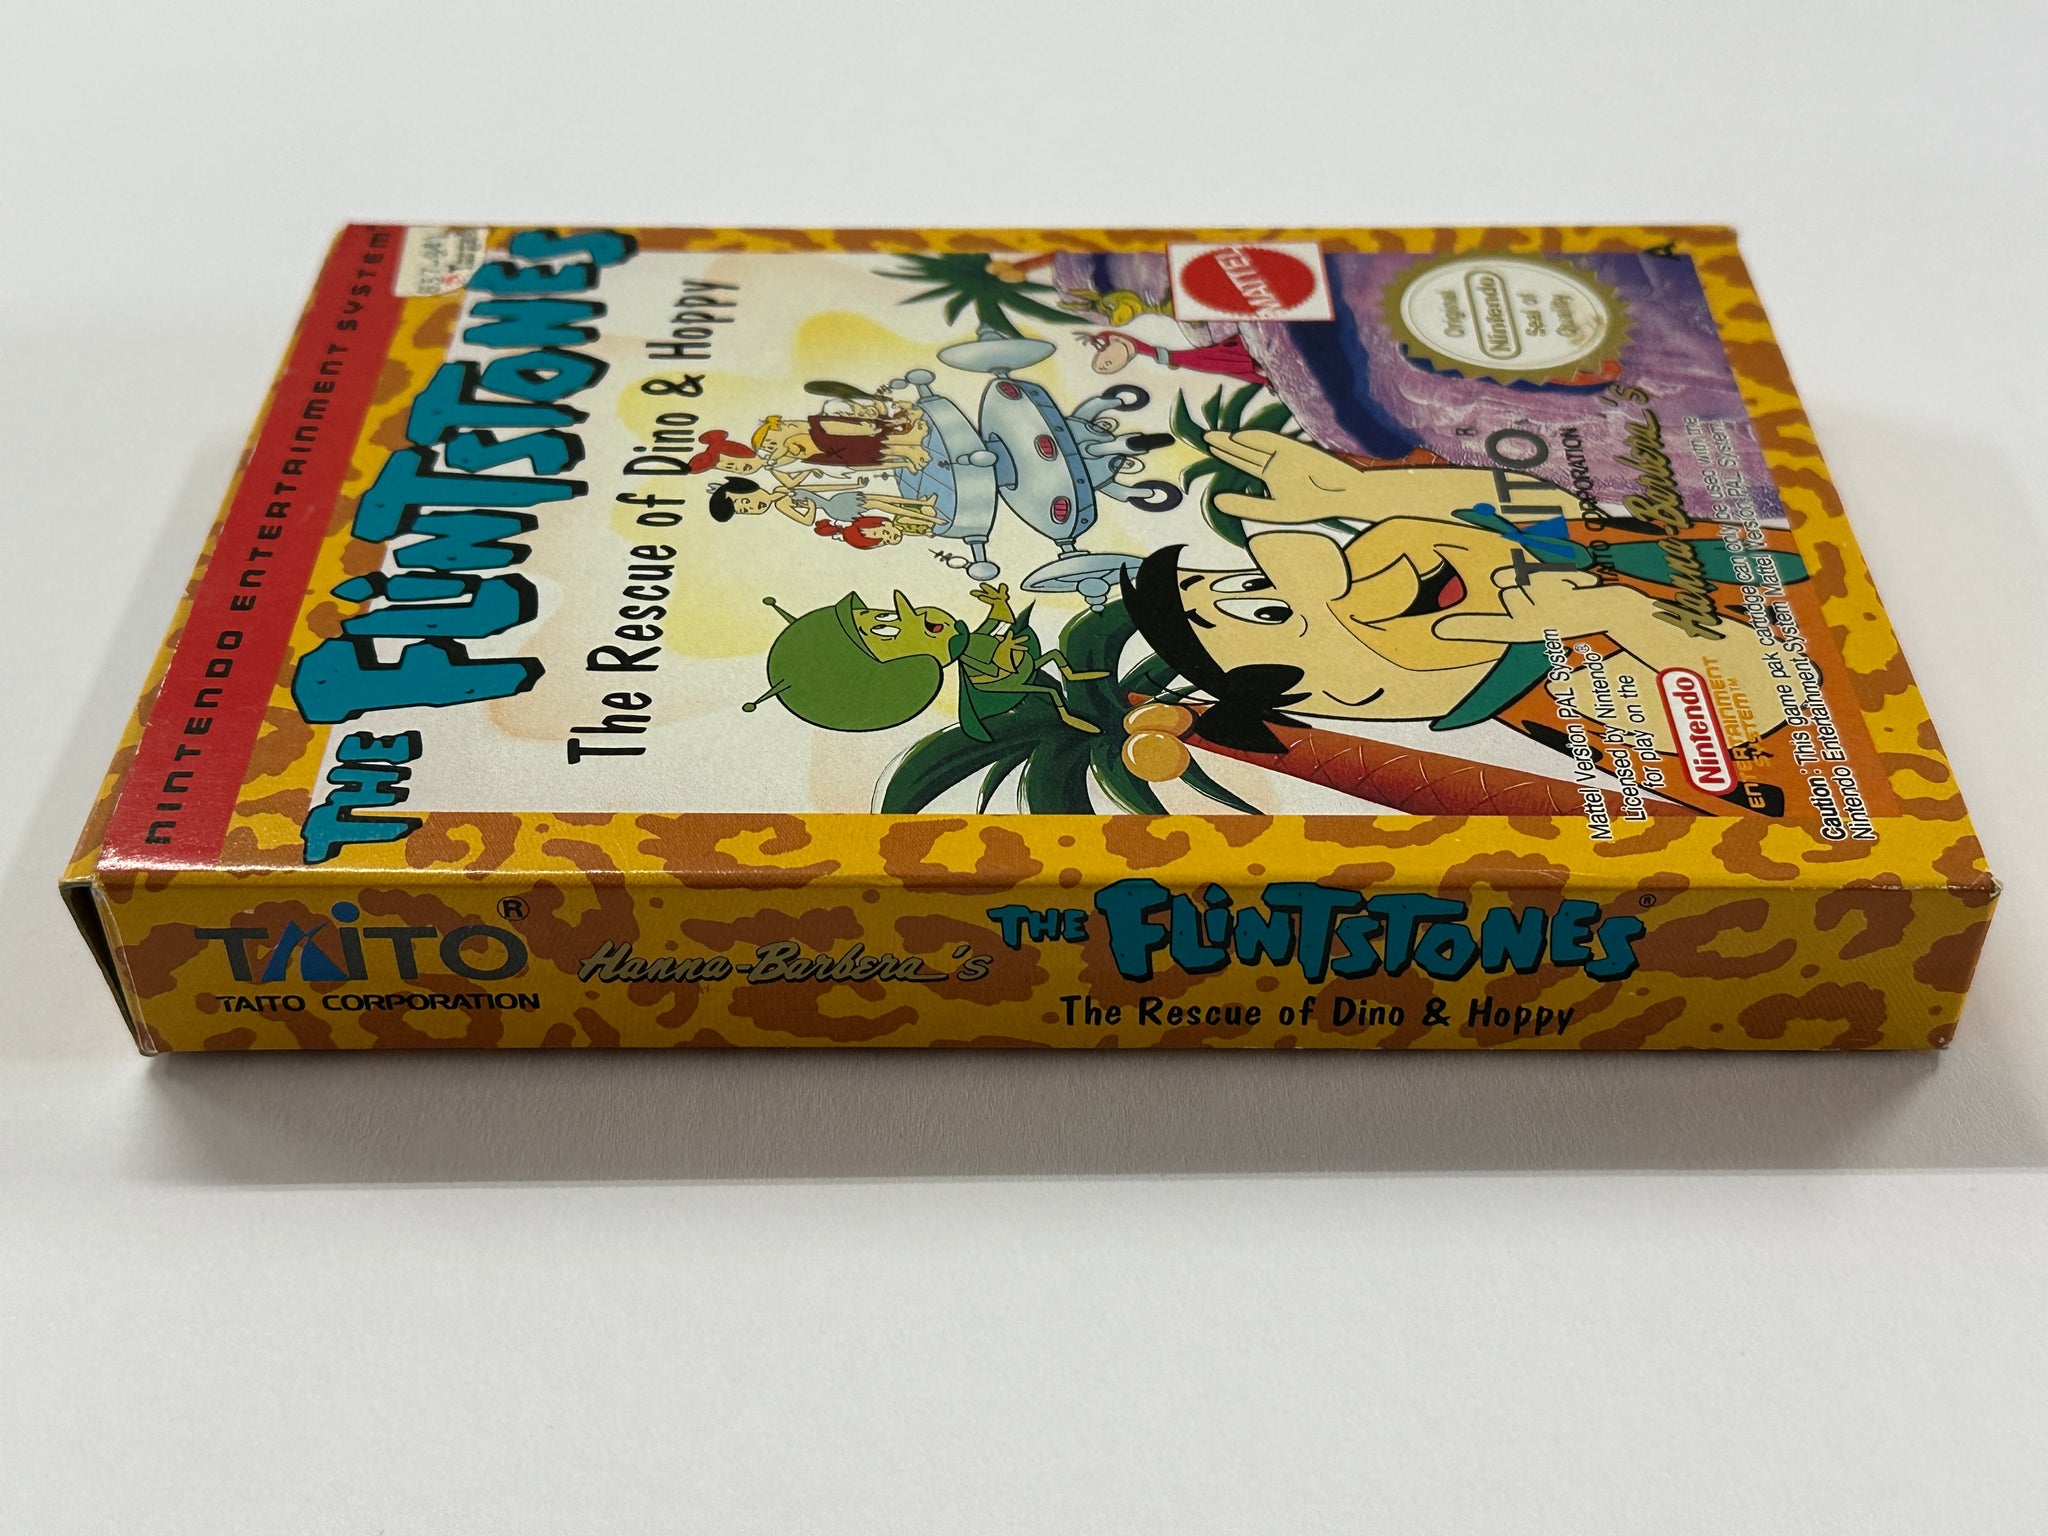 NINTENDO ENTERTAINMENT SYSTEM™
THE FLINTSTONES
The Rescue of Dino & Hoppy
MATTEL
Original
Nintendo
Seal of
Quality
A
TAITO R
TAITO CORPORATION
Hanna-Barbera's
Mattel Version PAL System
Licensed by Nintendo®
for play on the
Nintendo
ENTERTAINMENT
SYSTEM™
Caution: This game pak cartridge can only be used with the
Nintendo Entertainment System Mattel Version/PAL System.
TAITO®
TAITO CORPORATION
Hanna-Barbera's
THE FLINTSTONES®
The Rescue of Dino & Hoppy